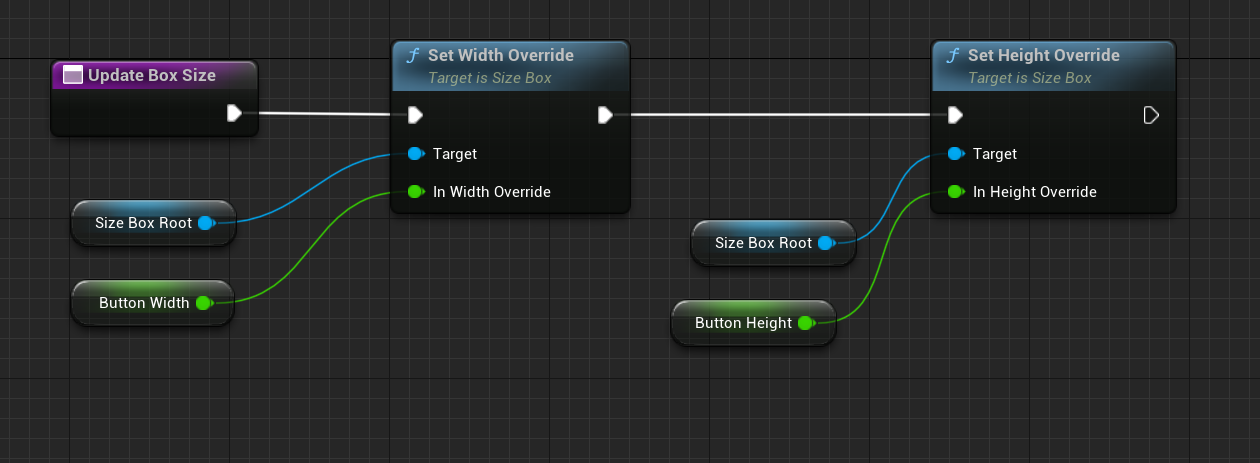 Update Box Size
Set Width Override
Target is Size Box
Target
In Width Override
Size Box Root
Button Width
Set Height Override
Target is Size Box
Target
In Height Override
Size Box Root
Button Height